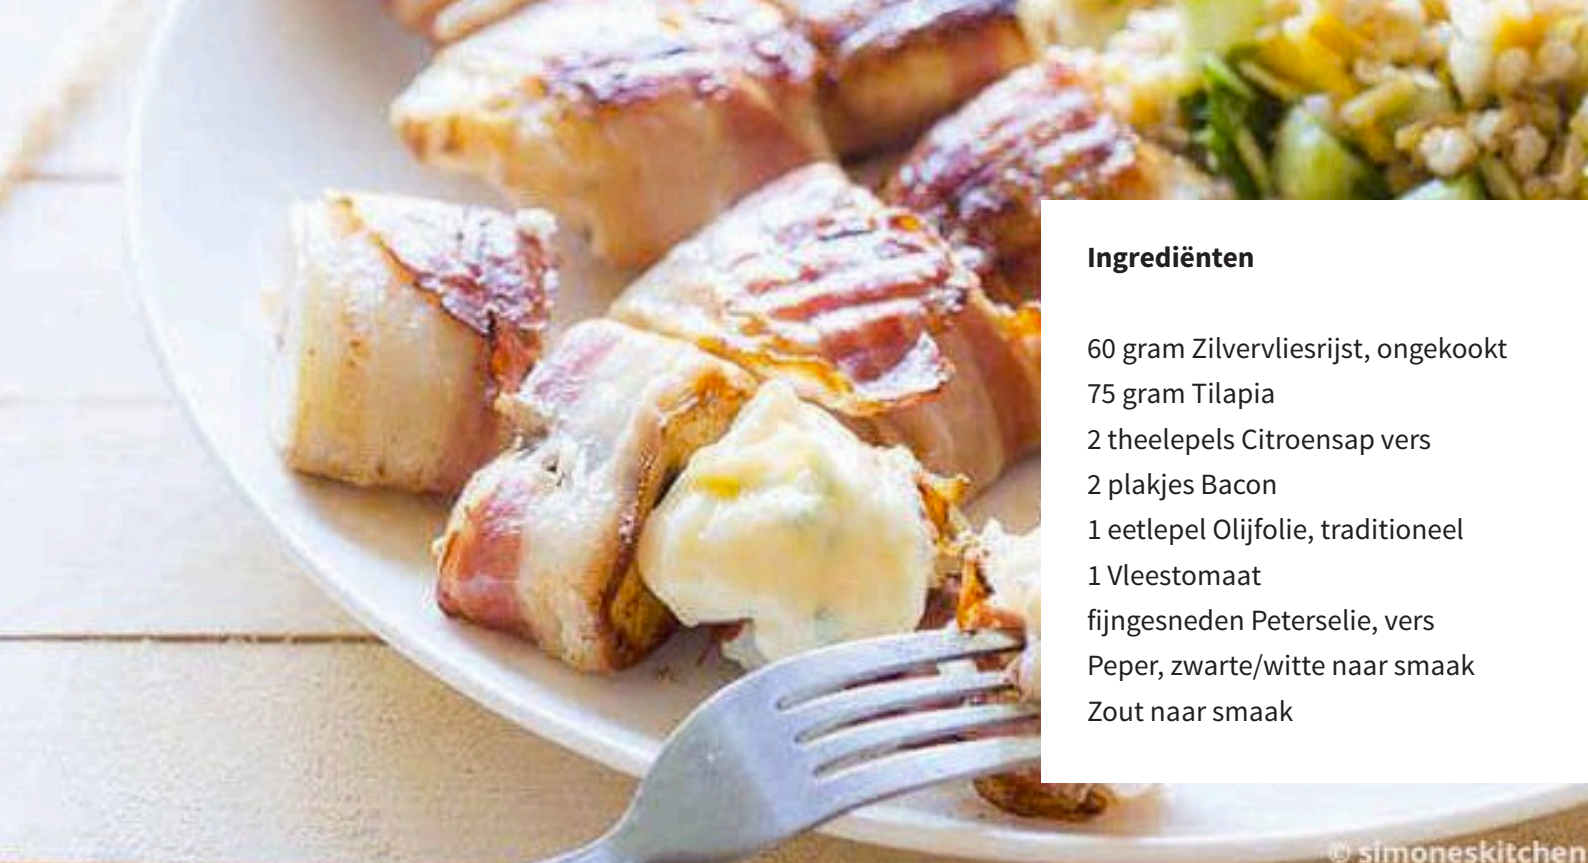 Ingrediënten
60 gram Zilvervliesrijst, ongekookt
75 gram Tilapia
2 theelepels Citroensap vers
2 plakjes Bacon
1 eetlepel Olijfolie, traditioneel
1 Vleestomaat
fijngesneden Peterselie, vers
Peper, zwarte/witte naar smaak
Zout naar smaak
© simoneskitchen